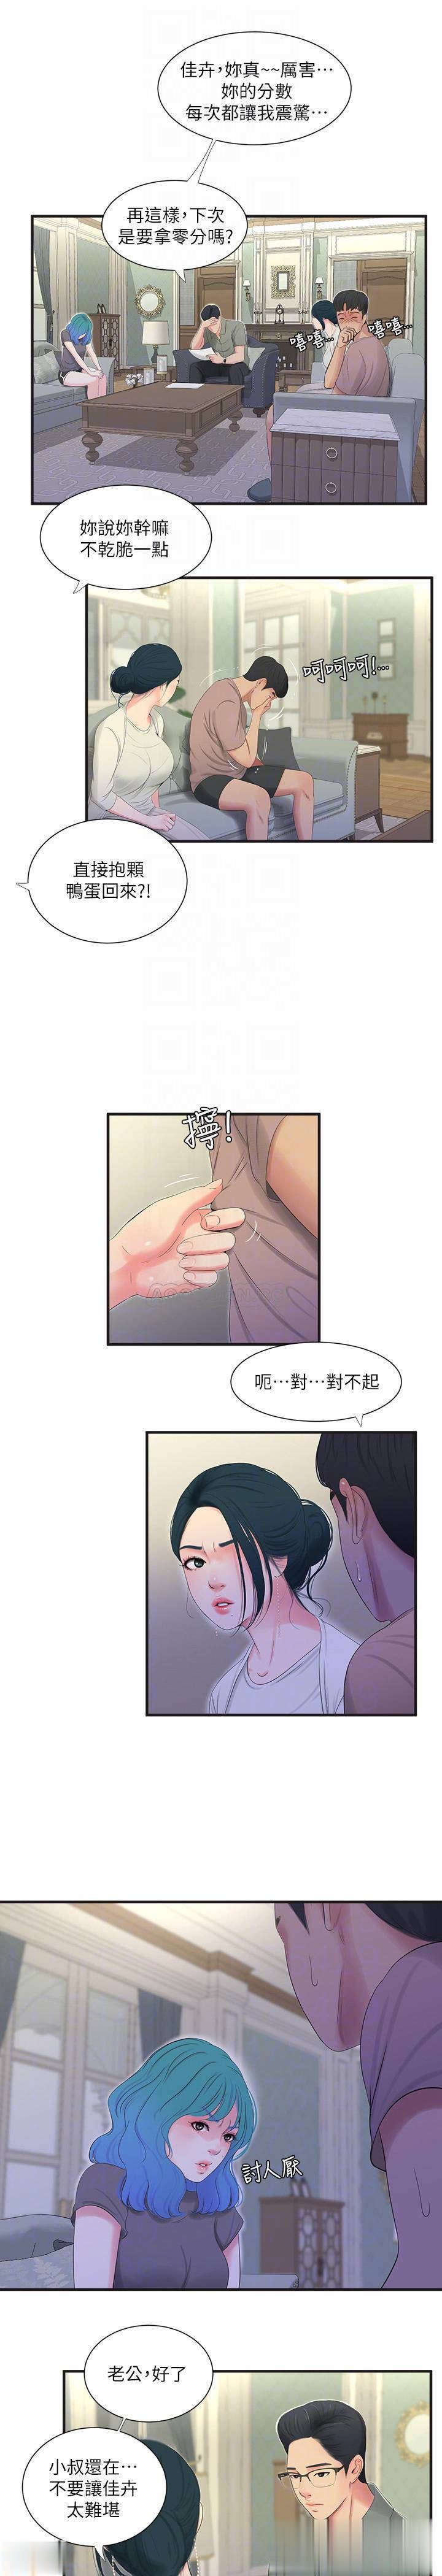 佳卉，妳真~~厲害…
妳的分數
每次都讓我震驚…
再這樣，下次
是要拿零分嗎?
嘻嘻…
嘻嘻…
妳說妳幹嘛
不乾脆一點
呵呵呵!…
直接抱顆
鴨蛋回來?!
擰!
呃…對…對不起
討人厭
老公，好了
小叔還在…
不要讓佳卉
太難堪